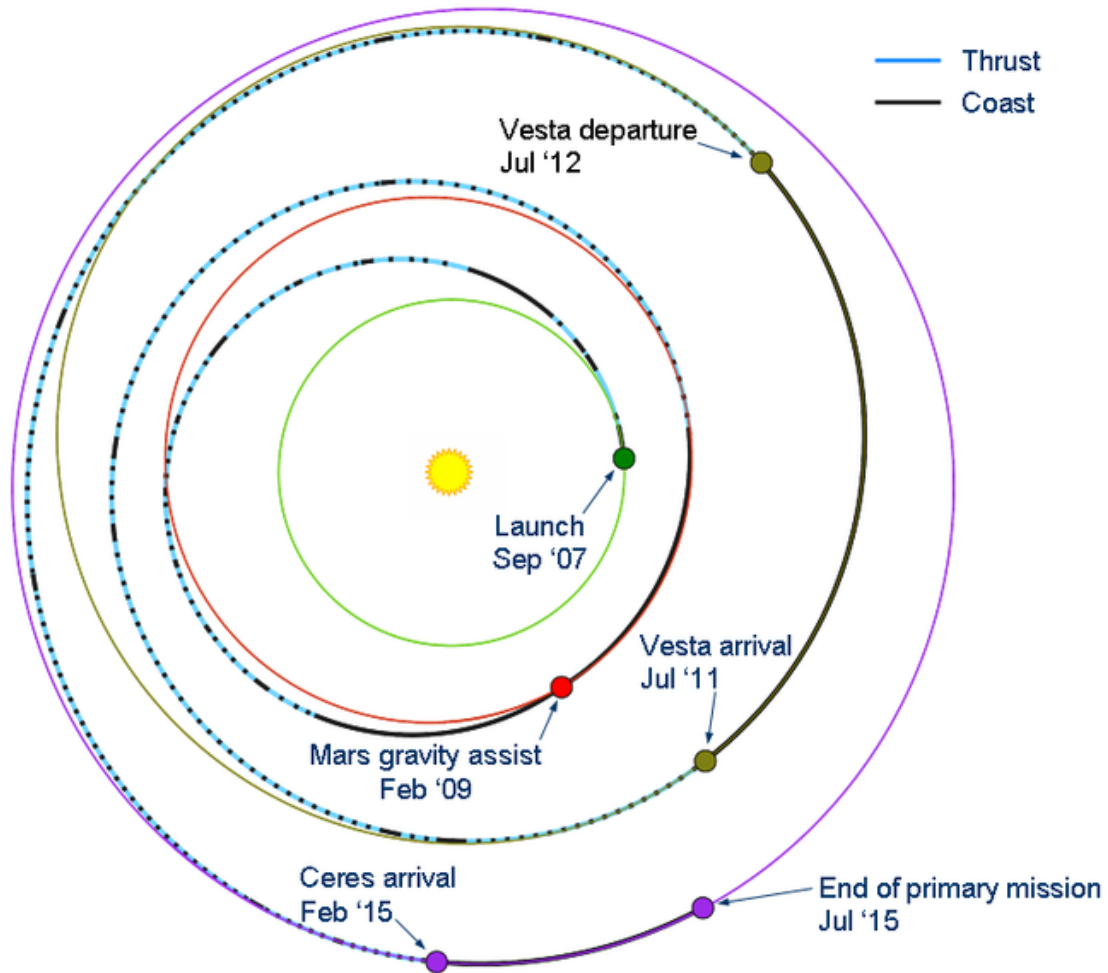 Thrust
Coast
Vesta departure
Jul ‘12
Launch
Sep ‘07
Vesta arrival
Jul ‘11
Mars gravity assist
Feb ‘09
Ceres arrival
Feb ‘15
End of primary mission
Jul ‘15